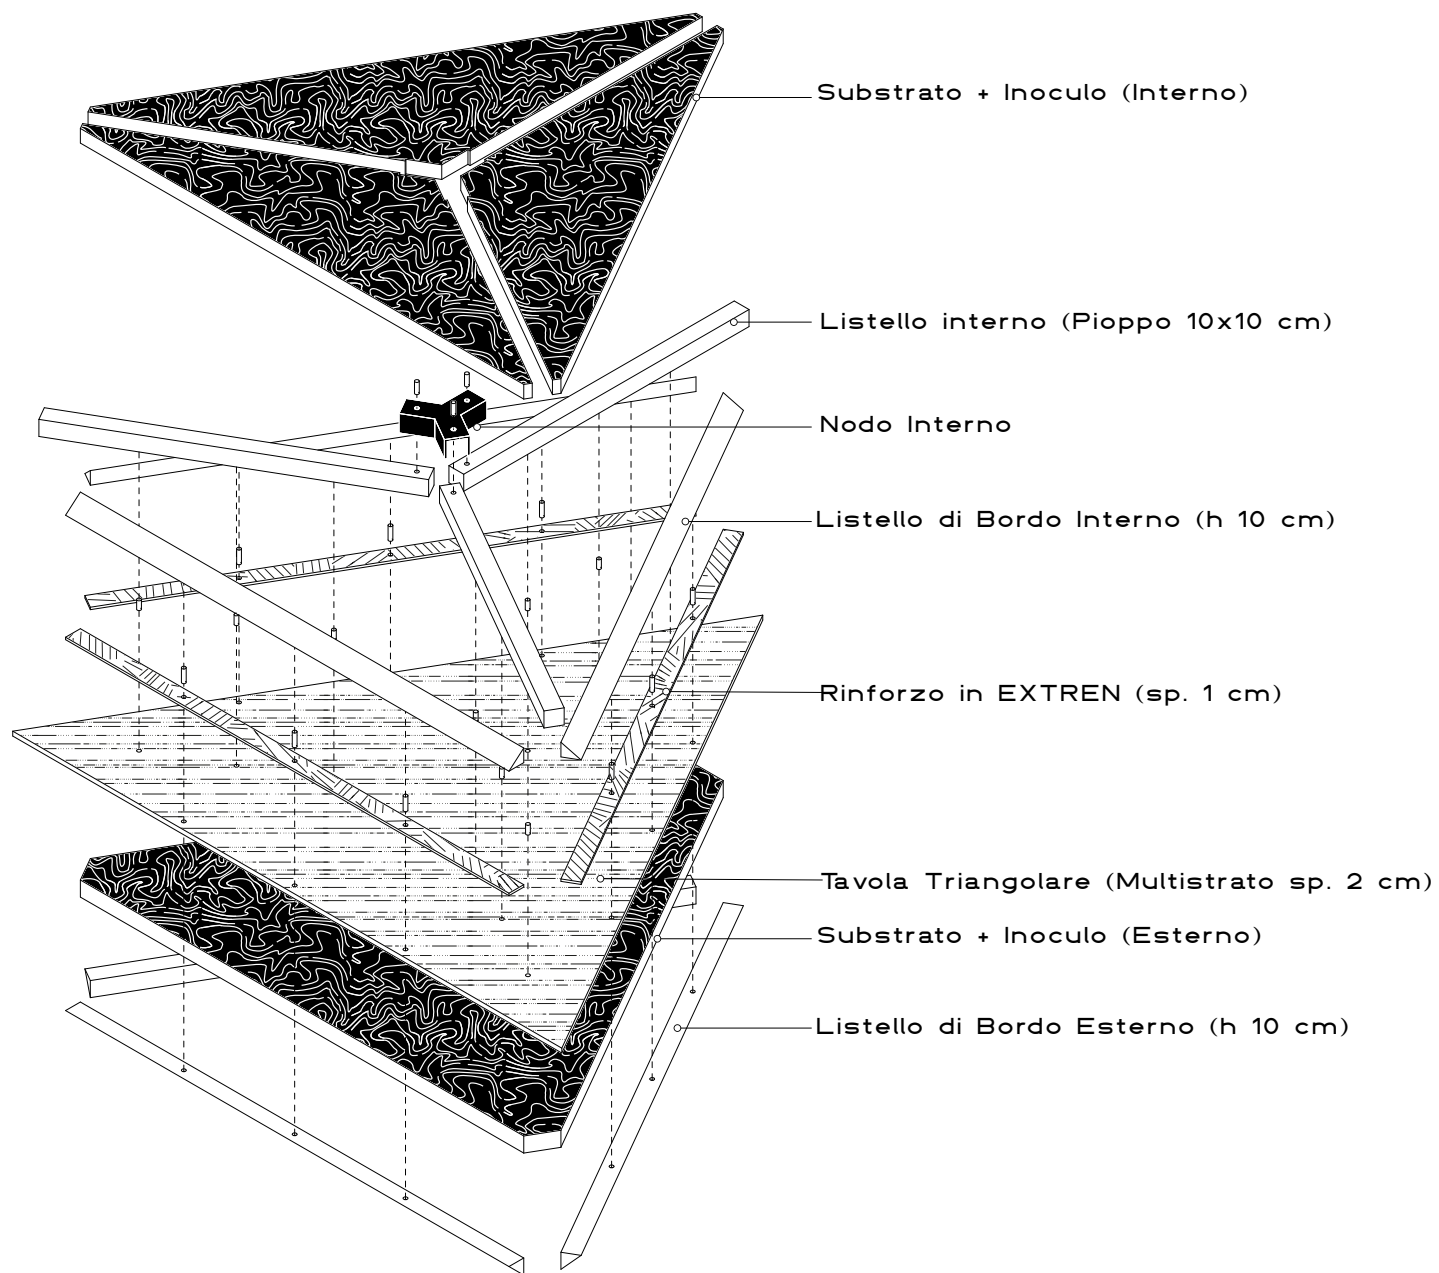 Substrato + Inoculo (Interno)
Listello interno (Pioppo 10x10 cm)
Nodo Interno
Listello di Bordo Interno (h 10 cm)
Rinforzo in EXTREN (sp. 1 cm)
Tavola Triangolare (Multistrato sp. 2 cm)
Substrato + Inoculo (Esterno)
Listello di Bordo Esterno (h 10 cm)